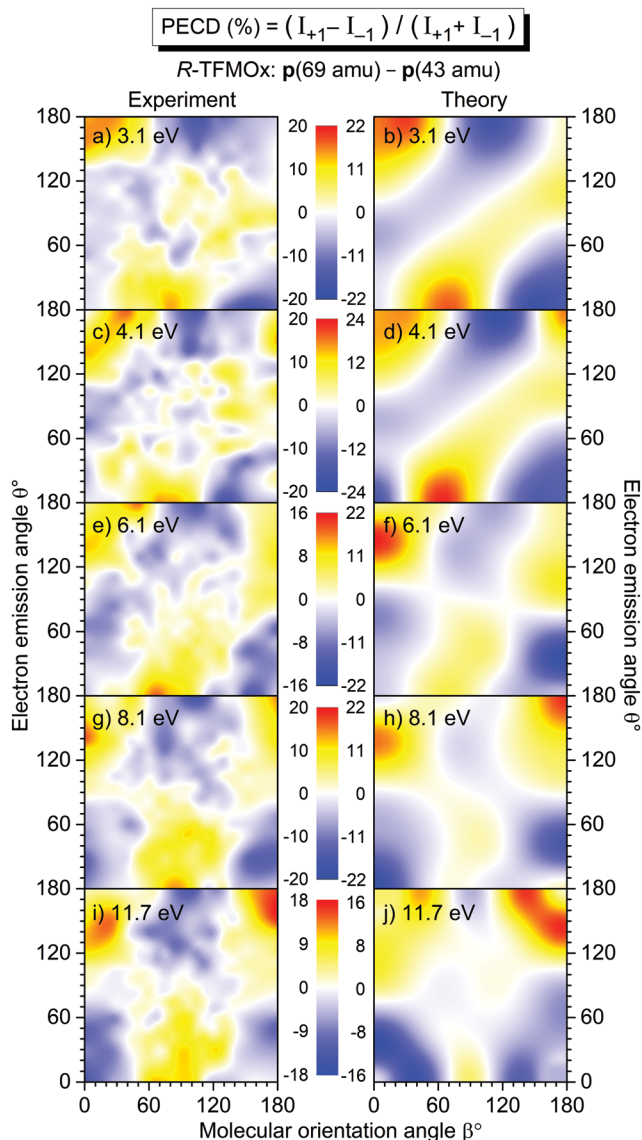 PECD (%) = ( I+1 – I–1 ) / ( I+1 + I–1 )
R-TFMOx: p(69 amu) – p(43 amu)
Experiment Theory
180 a) 3.1 eV 20 22 b) 3.1 eV 180
120 10 11 120
0 0
60 -10 -11 60
180 -20 -22 180
c) 4.1 eV 20 24 d) 4.1 eV
120 10 12 120
0 0
60 -10 -12 60
180 -20 -24 180
e) 6.1 eV 16 22 f) 6.1 eV
120 8 11 120
0 0
60 -8 -11 60
180 -16 -22 180
g) 8.1 eV 20 22 h) 8.1 eV
120 10 11 120
0 0
60 -10 -11 60
180 -20 -22 180
i) 11.7 eV 18 16 j) 11.7 eV
120 9 8 120
0 0
60 -9 -8 60
0 -18 -16 0
0 60 120 180 0 60 120 180
Electron emission angle θ°
Electron emission angle θ°
Molecular orientation angle β°